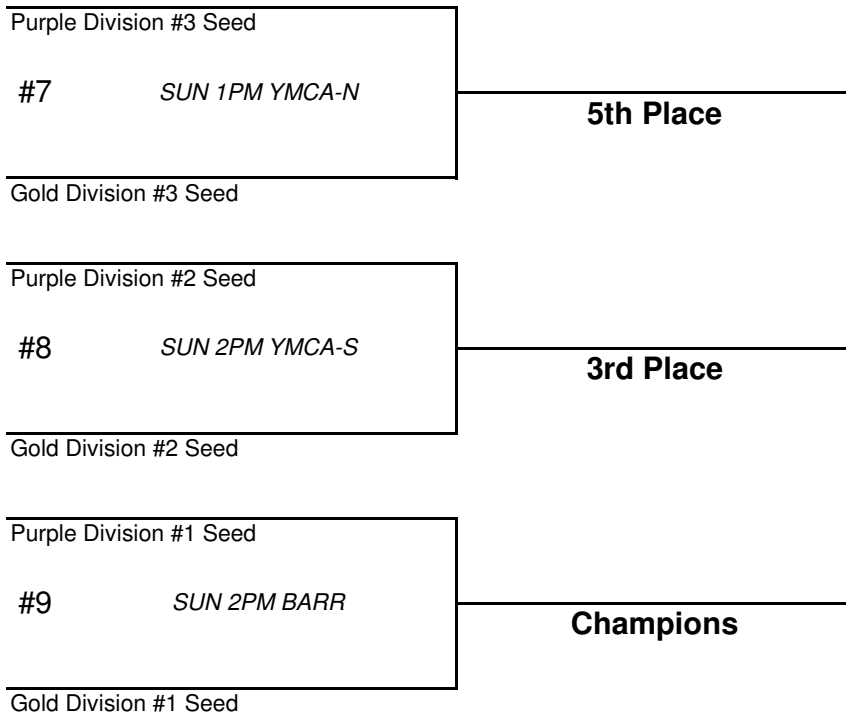 Purple Division #3 Seed
#7 SUN 1PM YMCA-N
5th Place
Gold Division #3 Seed
Purple Division #2 Seed
#8 SUN 2PM YMCA-S
3rd Place
Gold Division #2 Seed
Purple Division #1 Seed
#9 SUN 2PM BARR
Champions
Gold Division #1 Seed